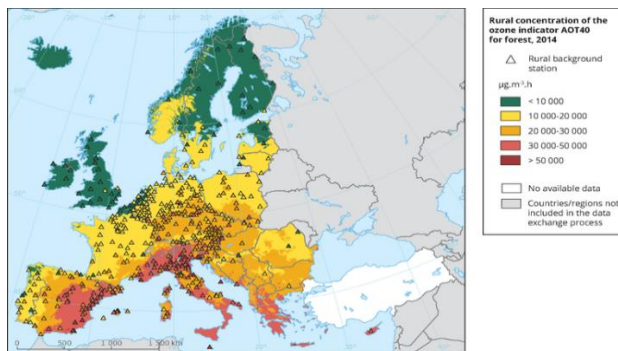 Rural concentration of the
ozone indicator AOT40
for forest, 2014
Rural background
station
µg.m⁻³.h
< 10 000
10 000-20 000
20 000-30 000
30 000-50 000
> 50 000
No available data
Countries/regions not
included in the data
exchange process
0 500 1 000 1 500 km